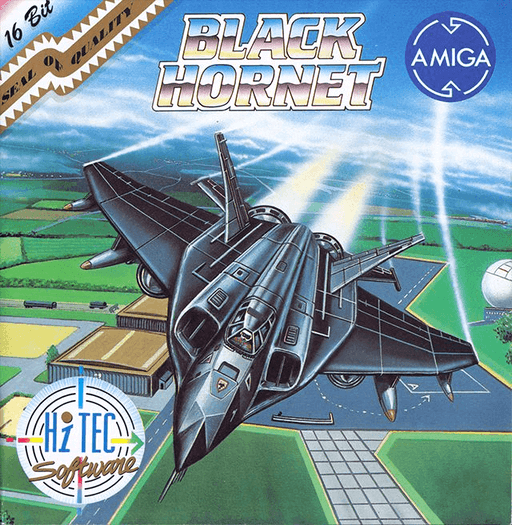 16 Bit
SEAL OF QUALITY
BLACK
HORNET
AMIGA
Hi TEC
Software